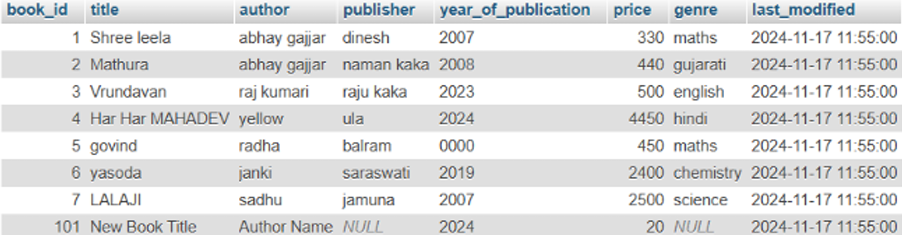 book_id title author publisher year_of_publication price genre last_modified
1 Shree leela abhay gajjar dinesh 2007 330 maths 2024-11-17 11:55:00
2 Mathura abhay gajjar naman kaka 2008 440 gujarati 2024-11-17 11:55:00
3 Vrundavan raj kumari raju kaka 2023 500 english 2024-11-17 11:55:00
4 Har Har MAHADEV yellow ula 2024 4450 hindi 2024-11-17 11:55:00
5 govind radha balram 0000 450 maths 2024-11-17 11:55:00
6 yasoda janki saraswati 2019 2400 chemistry 2024-11-17 11:55:00
7 LALAJI sadhu jamuna 2007 2500 science 2024-11-17 11:55:00
101 New Book Title Author Name NULL 2024 20 NULL 2024-11-17 11:55:00